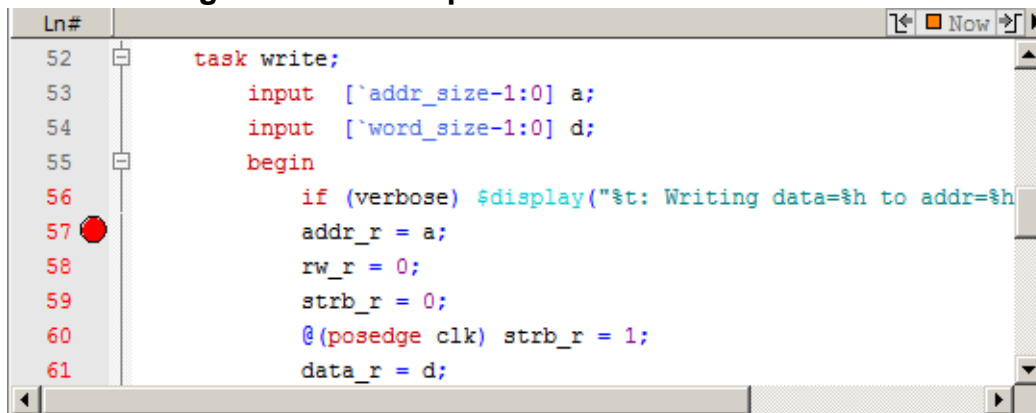 Ln#
Now
52 task write;
53 input [`addr_size-1:0] a;
54 input [`word_size-1:0] d;
55 begin
56 if (verbose) $display("%t: Writing data=%h to addr=%h
57 addr_r = a;
58 rw_r = 0;
59 strb_r = 0;
60 @(posedge clk) strb_r = 1;
61 data_r = d;